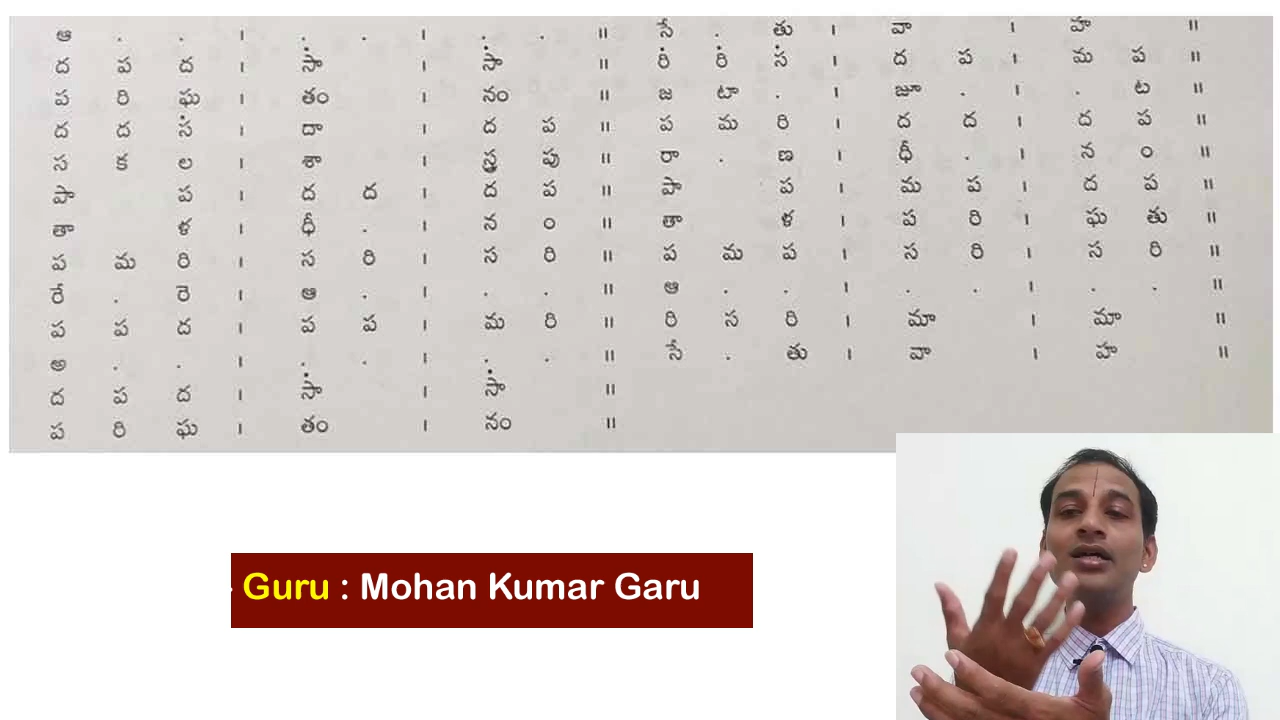 ఆ . . । . . । . . ॥ సే . తు । వా । హ ॥
ద ప ద । సా । సా ॥ రి రి స । ద ప । మ ప ॥
ప రి ఘ । తం । నం ॥ జ టా . । జూ . । . ట ॥
ద ద స । దా । ద ప ॥ ప మ రి । ద ద । ద ప ॥
స క ల । శా । స్త్ర పు ॥ రా . ణ । ధీ . । న ం ॥
పా ప । ద ద । ద ప ॥ పా ప । మ ప । ద ప ॥
తా ళ । ధీ . । న ం ॥ తా ళ । ప రి । ఘ తు ॥
ప మ రి । స రి । స రి ॥ ప మ ప । స రి । స రి ॥
రే . రె । ఆ . । . . ॥ ఆ . . । . . । . . ॥
ప ప ద । ప ప । మ రి ॥ రి స రి । మా । మా ॥
అ . . । . . । . . ॥ సే . తు । వా । హ ॥
ద ప ద । సా । సా ॥
ప రి ఘ । తం । నం ॥
Guru : Mohan Kumar Garu